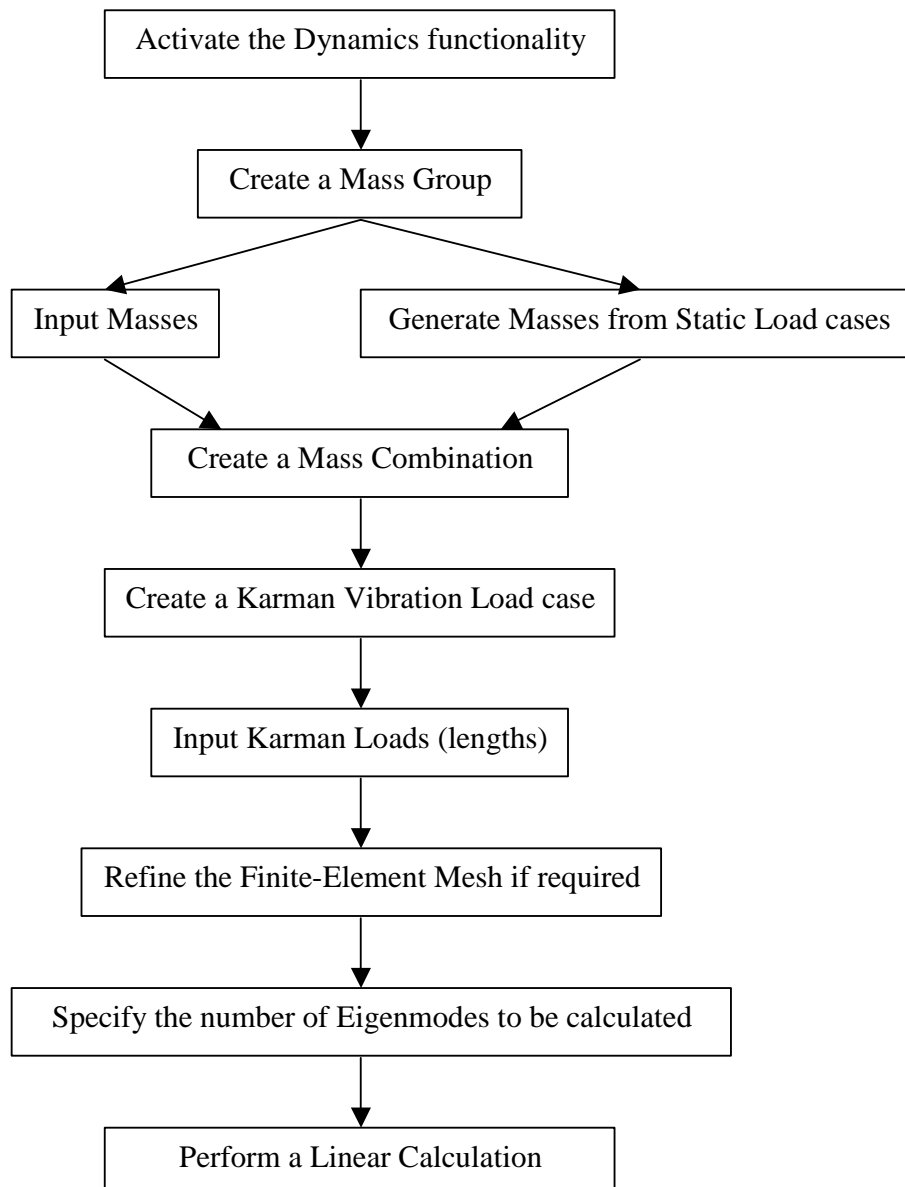 Activate the Dynamics functionality
Create a Mass Group
Input Masses
Generate Masses from Static Load cases
Create a Mass Combination
Create a Karman Vibration Load case
Input Karman Loads (lengths)
Refine the Finite-Element Mesh if required
Specify the number of Eigenmodes to be calculated
Perform a Linear Calculation